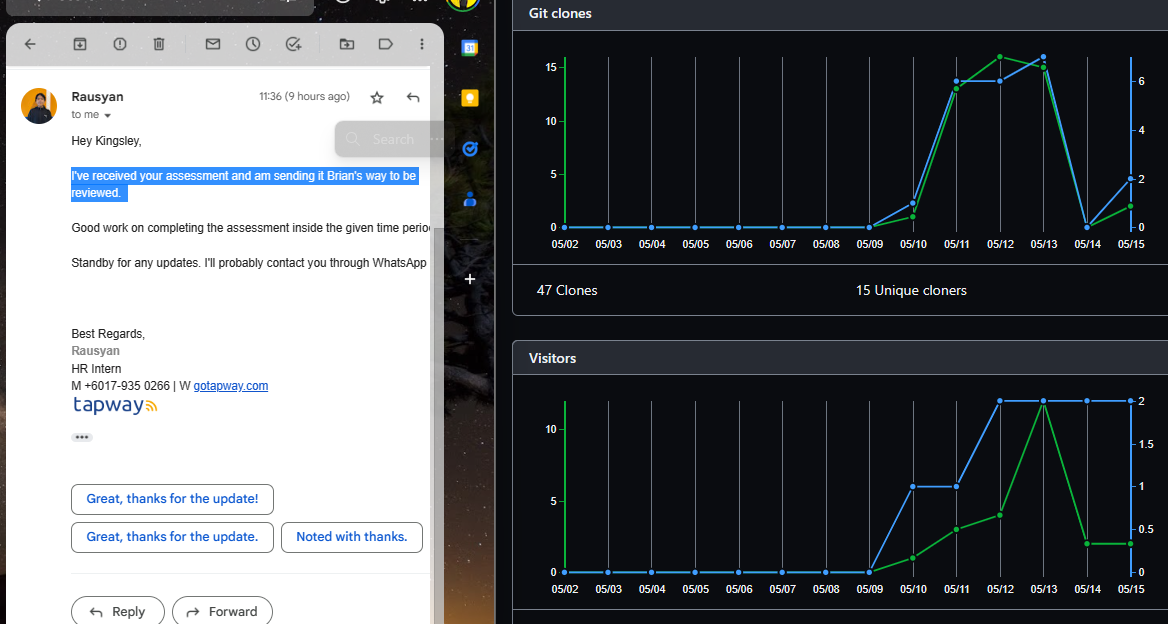 Rausyan
11:36 (9 hours ago)
to me
Hey Kingsley,
Search
I've received your assessment and am sending it Brian's way to be
reviewed.
Good work on completing the assessment inside the given time perio
Standby for any updates. I'll probably contact you through WhatsApp
Best Regards,
Rausyan
HR Intern
M +6017-935 0266 | W gotapway.com
tapway
Great, thanks for the update!
Great, thanks for the update.
Noted with thanks.
Reply
Forward
31
Git clones
15
10
5
0
6
4
2
0
05/02 05/03 05/04 05/05 05/06 05/07 05/08 05/09 05/10 05/11 05/12 05/13 05/14 05/15
47 Clones
15 Unique cloners
Visitors
10
5
0
2
1.5
1
0.5
0
05/02 05/03 05/04 05/05 05/06 05/07 05/08 05/09 05/10 05/11 05/12 05/13 05/14 05/15